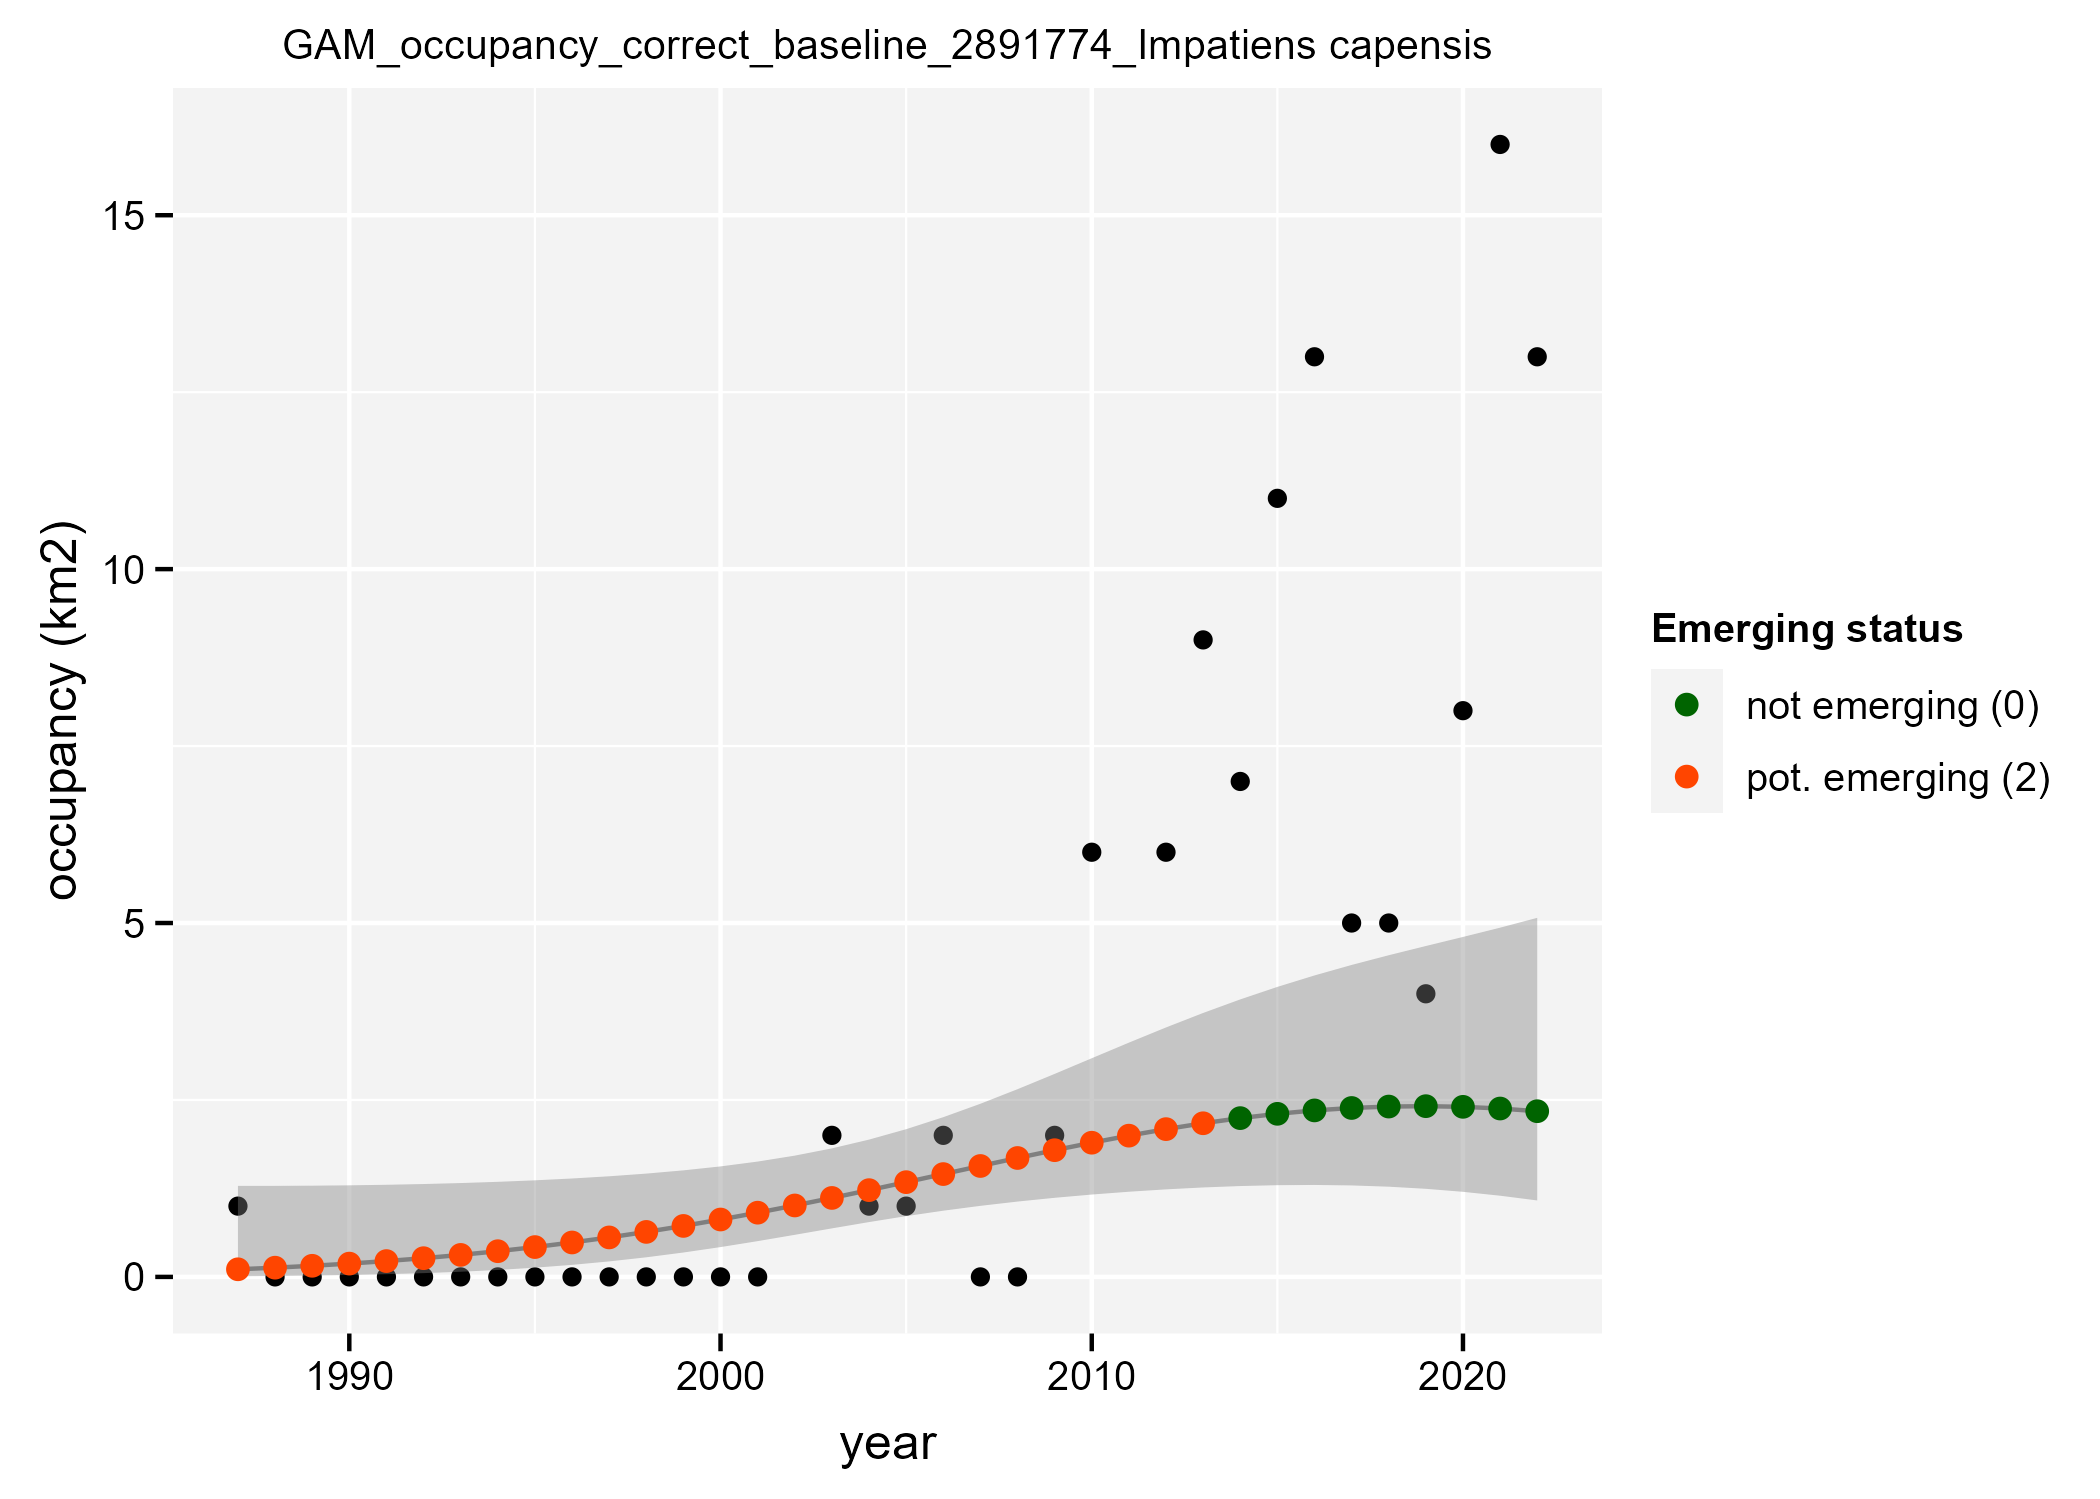 GAM_occupancy_correct_baseline_2891774_Impatiens capensis
15
10
5
0
occupancy (km2)
1990
2000
2010
2020
year
Emerging status
not emerging (0)
pot. emerging (2)